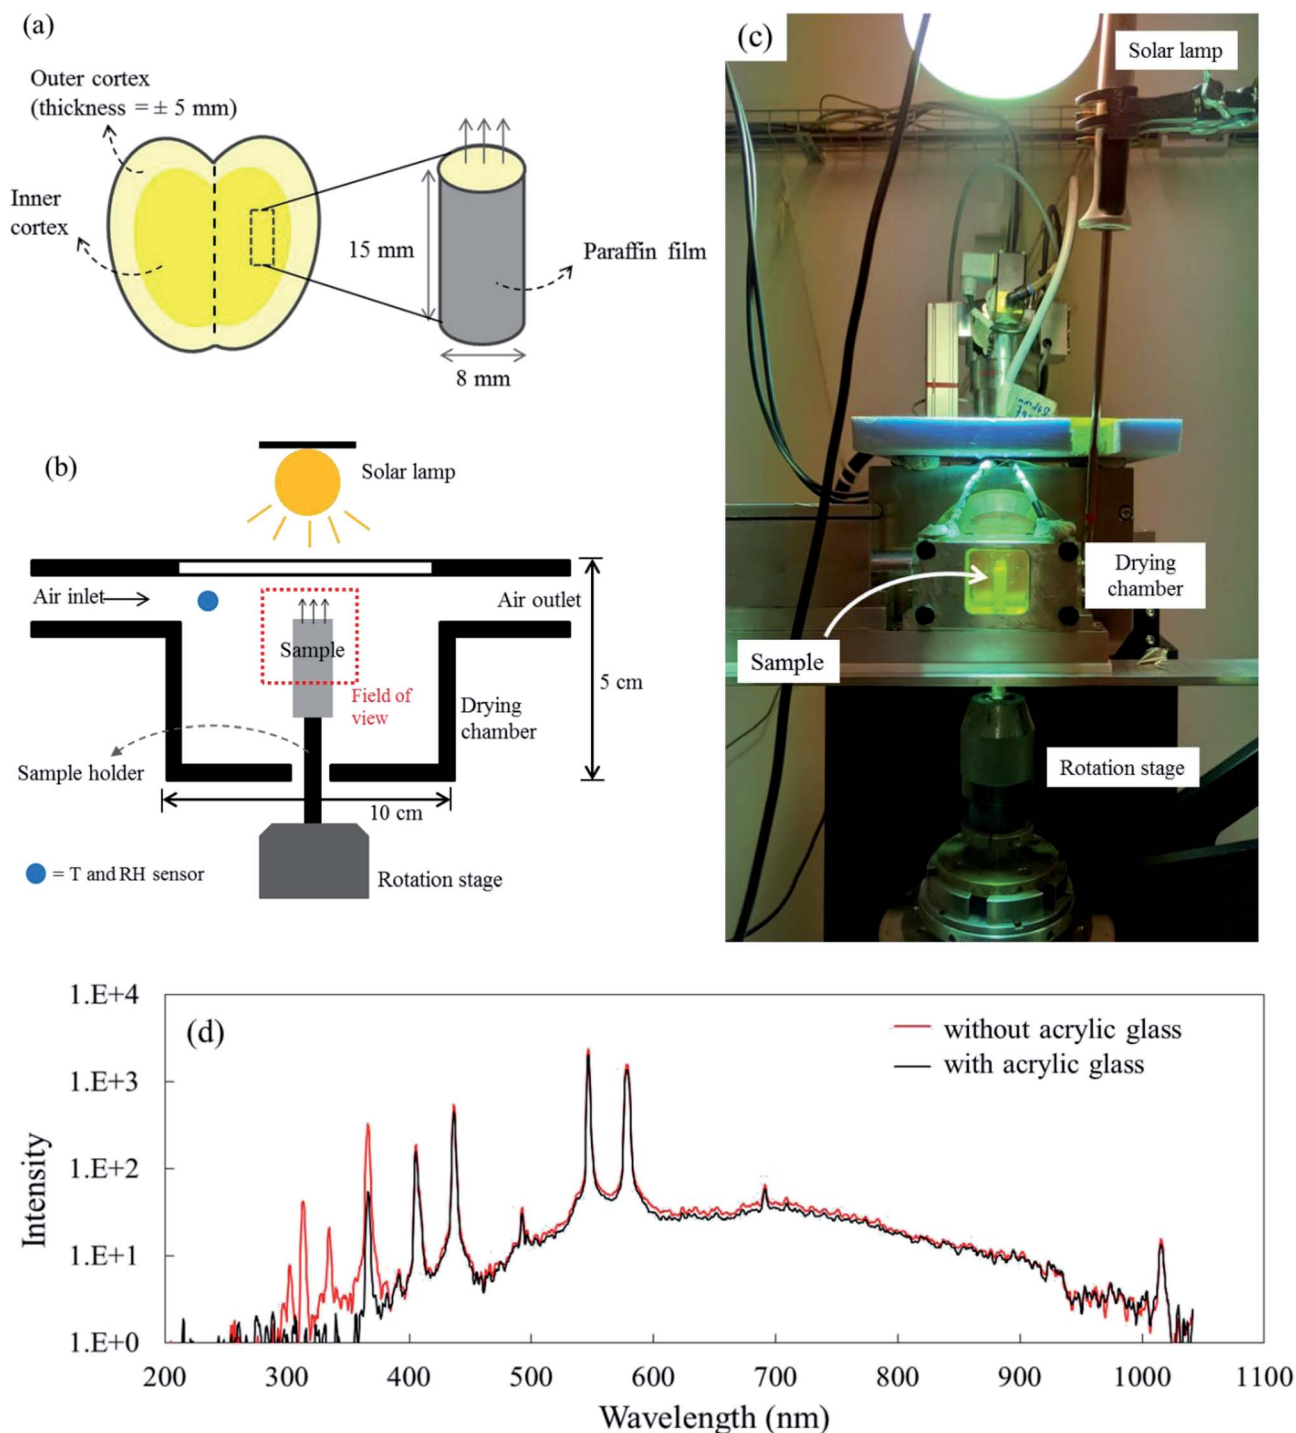 (a)
Outer cortex
(thickness = ± 5 mm)
Inner
cortex
15 mm
8 mm
Paraffin film
(b)
Solar lamp
Air inlet
Air outlet
Sample
Field of
view
5 cm
Drying
chamber
Sample holder
10 cm
= T and RH sensor
Rotation stage
(c)
Solar lamp
Drying
chamber
Sample
Rotation stage
(d)
without acrylic glass
with acrylic glass
Intensity
1.E+4
1.E+3
1.E+2
1.E+1
1.E+0
200 300 400 500 600 700 800 900 1000 1100
Wavelength (nm)